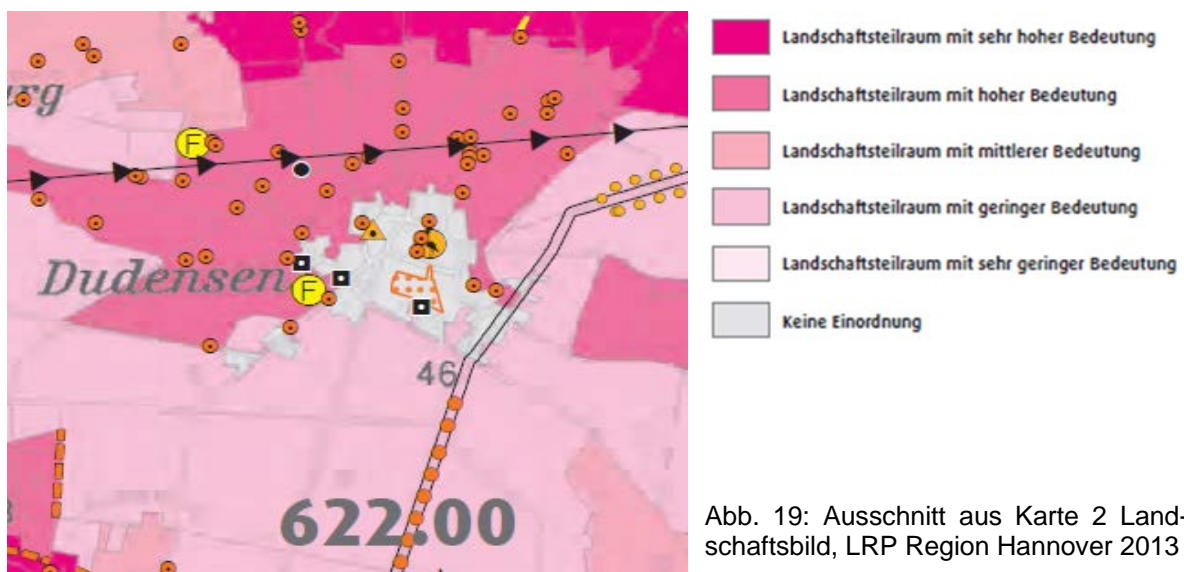 rg
F
Dudensen
F
46
622.00
Landschaftsteilraum mit sehr hoher Bedeutung
Landschaftsteilraum mit hoher Bedeutung
Landschaftsteilraum mit mittlerer Bedeutung
Landschaftsteilraum mit geringer Bedeutung
Landschaftsteilraum mit sehr geringer Bedeutung
Keine Einordnung
Abb. 19: Ausschnitt aus Karte 2 Land-
schaftsbild, LRP Region Hannover 2013